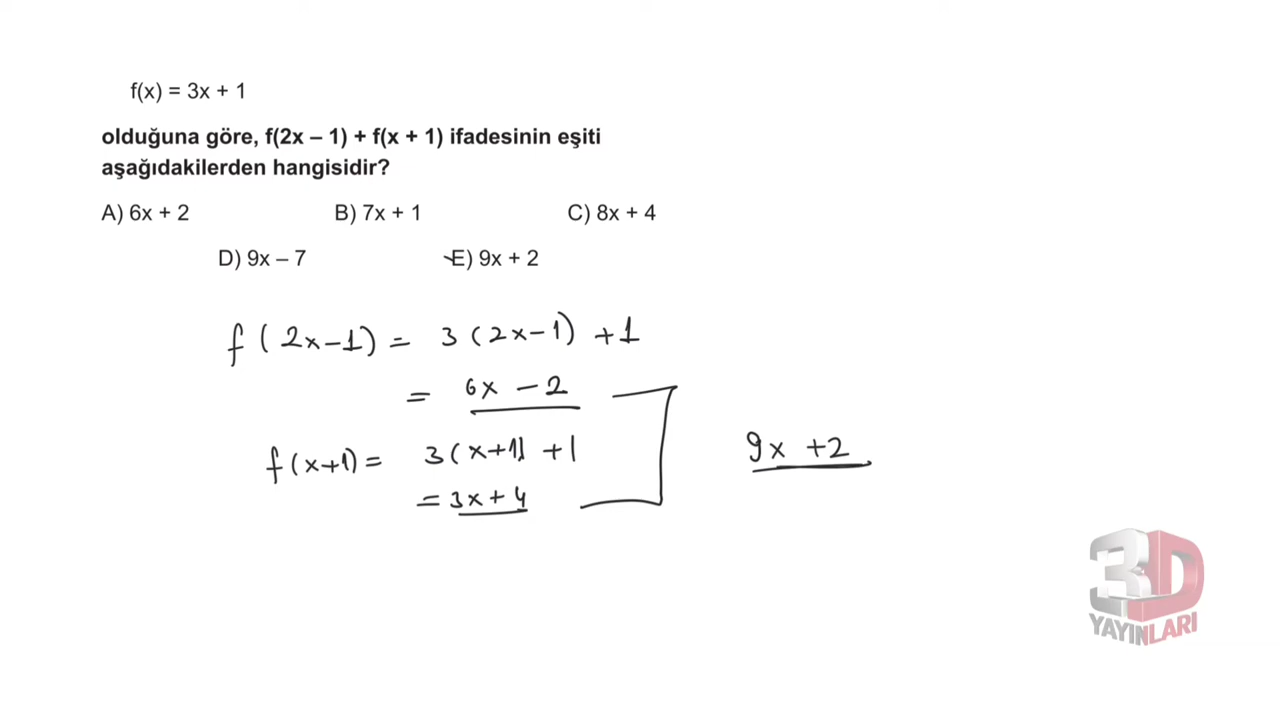 f(x) = 3x + 1
olduğuna göre, f(2x – 1) + f(x + 1) ifadesinin eşiti
aşağıdakilerden hangisidir?
A) 6x + 2 B) 7x + 1 C) 8x + 4
D) 9x – 7 E) 9x + 2
f(2x-1) = 3(2x-1) +1
= 6x - 2
f(x+1) = 3(x+1) +1
= 3x + 4
9x + 2
3D
YAYINLARI